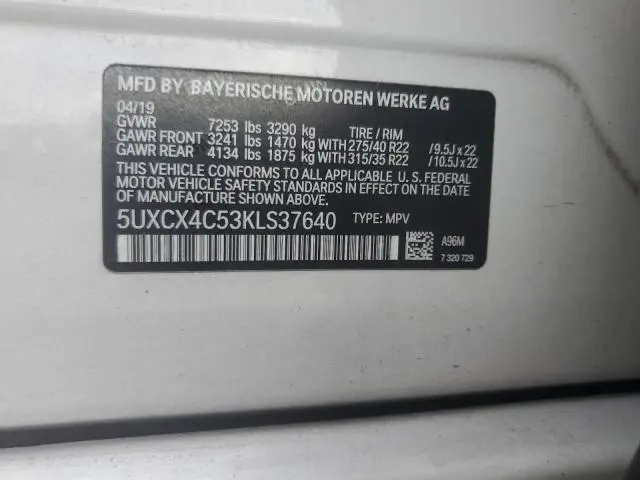 MFD BY BAYERISCHE MOTOREN WERKE AG
04/19
GVWR 7253 lbs 3290 kg TIRE / RIM
GAWR FRONT 3241 lbs 1470 kg WITH 275/40 R22 /9.5J x 22
GAWR REAR 4134 lbs 1875 kg WITH 315/35 R22 /10.5J x 22
THIS VEHICLE CONFORMS TO ALL APPLICABLE U. S. FEDERAL
MOTOR VEHICLE SAFETY STANDARDS IN EFFECT ON THE DATE
OF MANUFACTURE SHOWN ABOVE.
5UXCX4C53KLS37640 TYPE: MPV
A96M
7 320 729